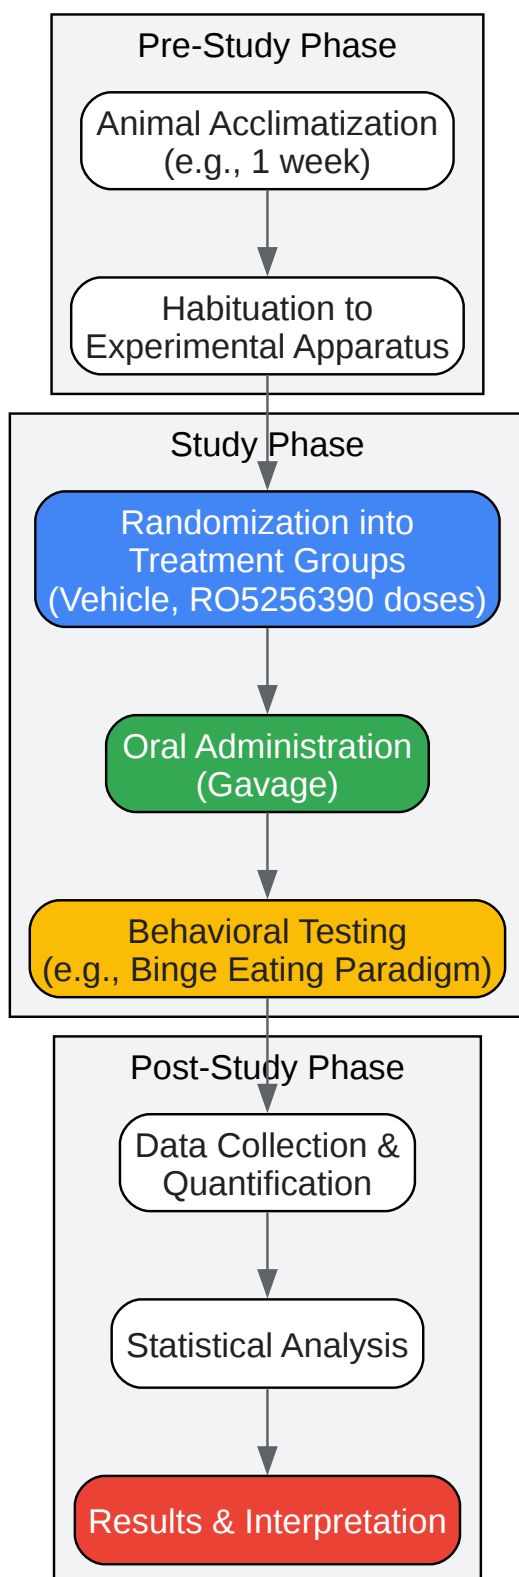 Pre-Study Phase
Animal Acclimatization
(e.g., 1 week)
Habituation to
Experimental Apparatus
Study Phase
Randomization into
Treatment Groups
(Vehicle, RO5256390 doses)
Oral Administration
(Gavage)
Behavioral Testing
(e.g., Binge Eating Paradigm)
Post-Study Phase
Data Collection &
Quantification
Statistical Analysis
Results & Interpretation